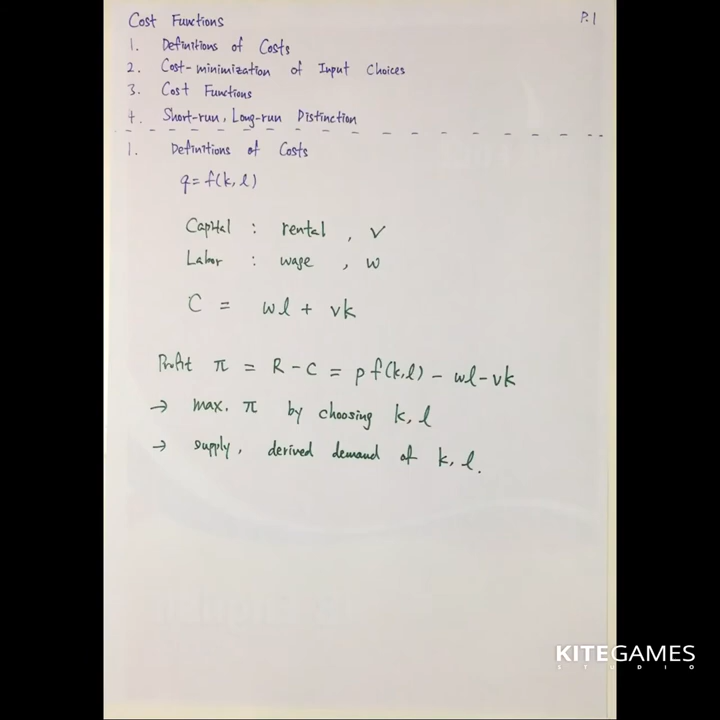 Cost Functions P.1
1. Definitions of Costs
2. Cost-minimization of Input Choices
3. Cost Functions
4. Short-run, Long-run Distinction
1. Definitions of Costs
q = f(k, l)
Capital : rental , v
Labor : wage , w
C = wl + vk
Profit π = R - C = p f(k, l) - wl - vk
→ max. π by choosing k, l
→ supply, derived demand of k, l.
KITEGAMES
STUDIO